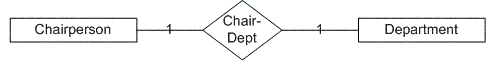 Chairperson
1
Chair-
Dept
1
Department